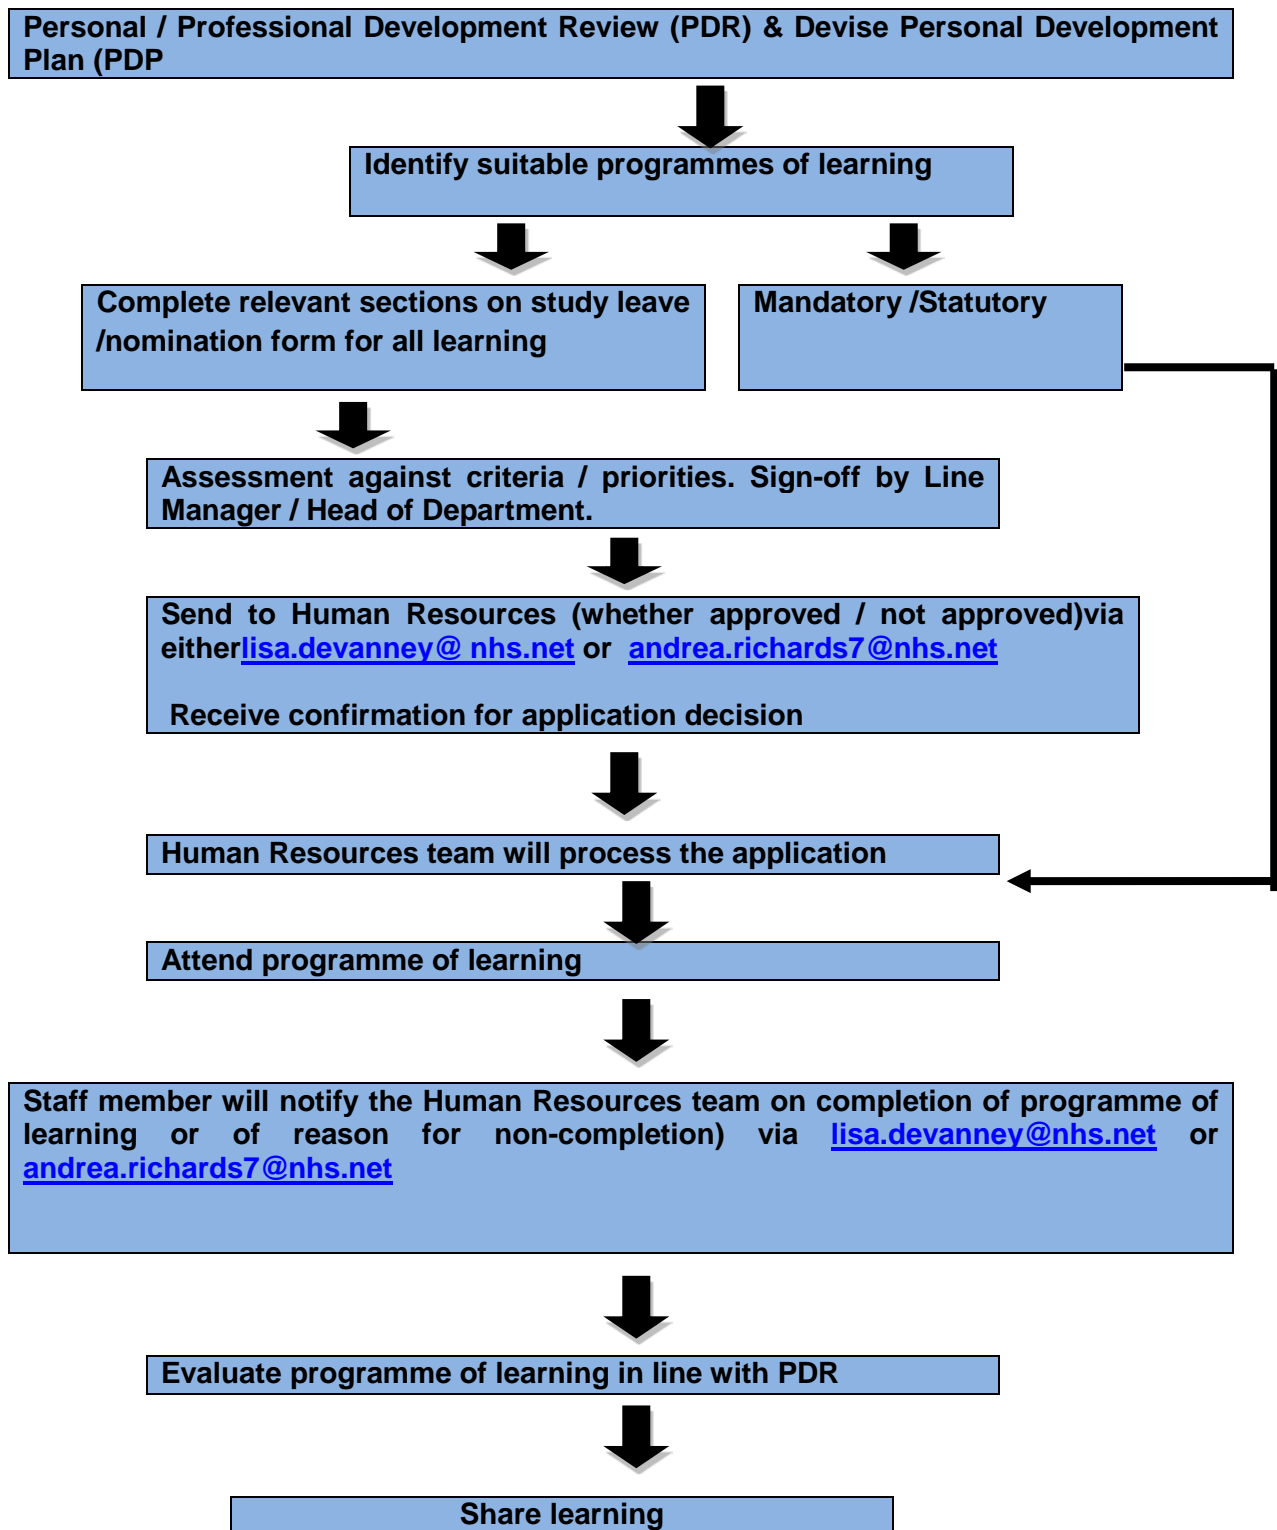 Personal / Professional Development Review (PDR) & Devise Personal Development
Plan (PDP
Identify suitable programmes of learning
Complete relevant sections on study leave
/nomination form for all learning
Mandatory /Statutory
Assessment against criteria / priorities. Sign-off by Line
Manager / Head of Department.
Send to Human Resources (whether approved / not approved)via
eitherlisa.devanney@ nhs.net or andrea.richards7@nhs.net
Receive confirmation for application decision
Human Resources team will process the application
Attend programme of learning
Staff member will notify the Human Resources team on completion of programme of
learning or of reason for non-completion) via lisa.devanney@nhs.net or
andrea.richards7@nhs.net
Evaluate programme of learning in line with PDR
Share learning